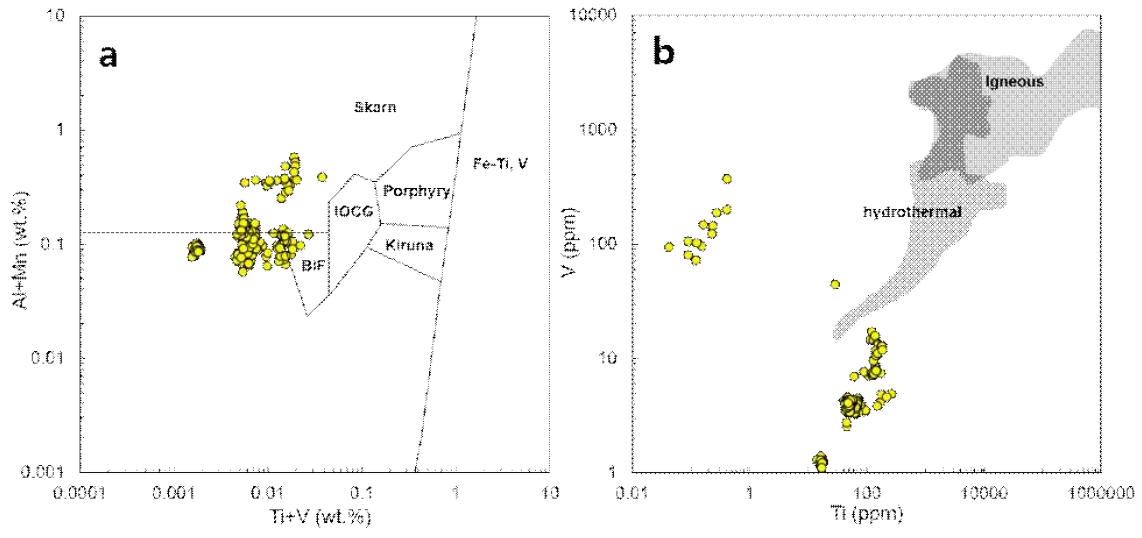 a
10
1
0.1
0.01
0.001
Al+Mn (wt.%)
0.0001
0.001
0.01
0.1
1
10
Ti+V (wt.%)
Skarn
Fe-Ti, V
Porphyry
IOCG
Kiruna
BIF
b
10000
1000
100
10
1
V (ppm)
0.01
1
100
10000
1000000
Ti (ppm)
Igneous
hydrothermal